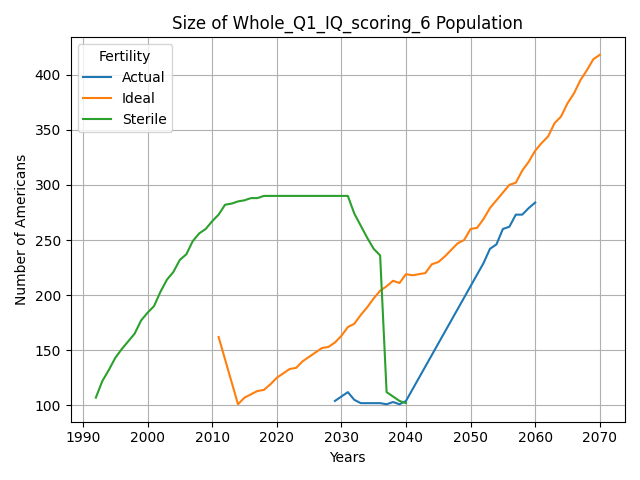 Size of Whole_Q1_IQ_scoring_6 Population
Fertility
Actual
Ideal
Sterile
Number of Americans
400
350
300
250
200
150
100
1990 2000 2010 2020 2030 2040 2050 2060 2070
Years